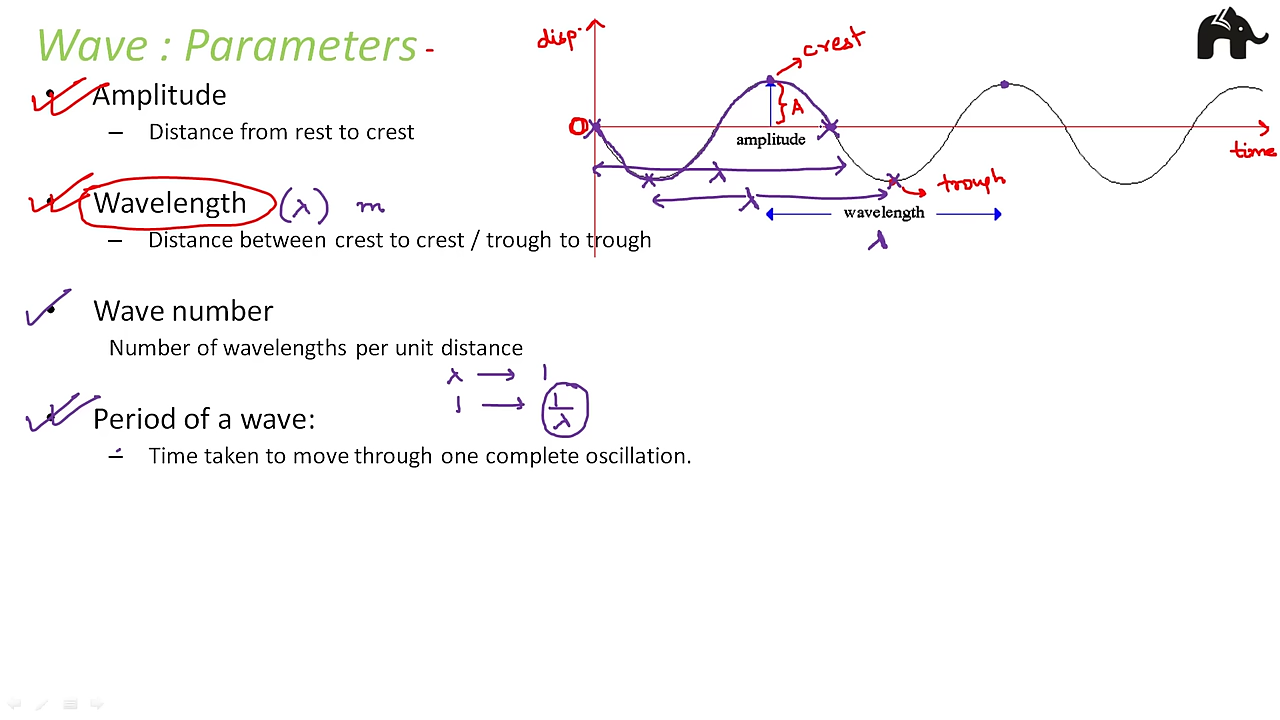 Wave : Parameters -
disp.
crest
• Amplitude
– Distance from rest to crest
A
O
amplitude
time
λ
trough
• Wavelength (λ) m
λ
wavelength
– Distance between crest to crest / trough to trough
λ
• Wave number
Number of wavelengths per unit distance
λ → 1
1 → 1/λ
• Period of a wave:
– Time taken to move through one complete oscillation.